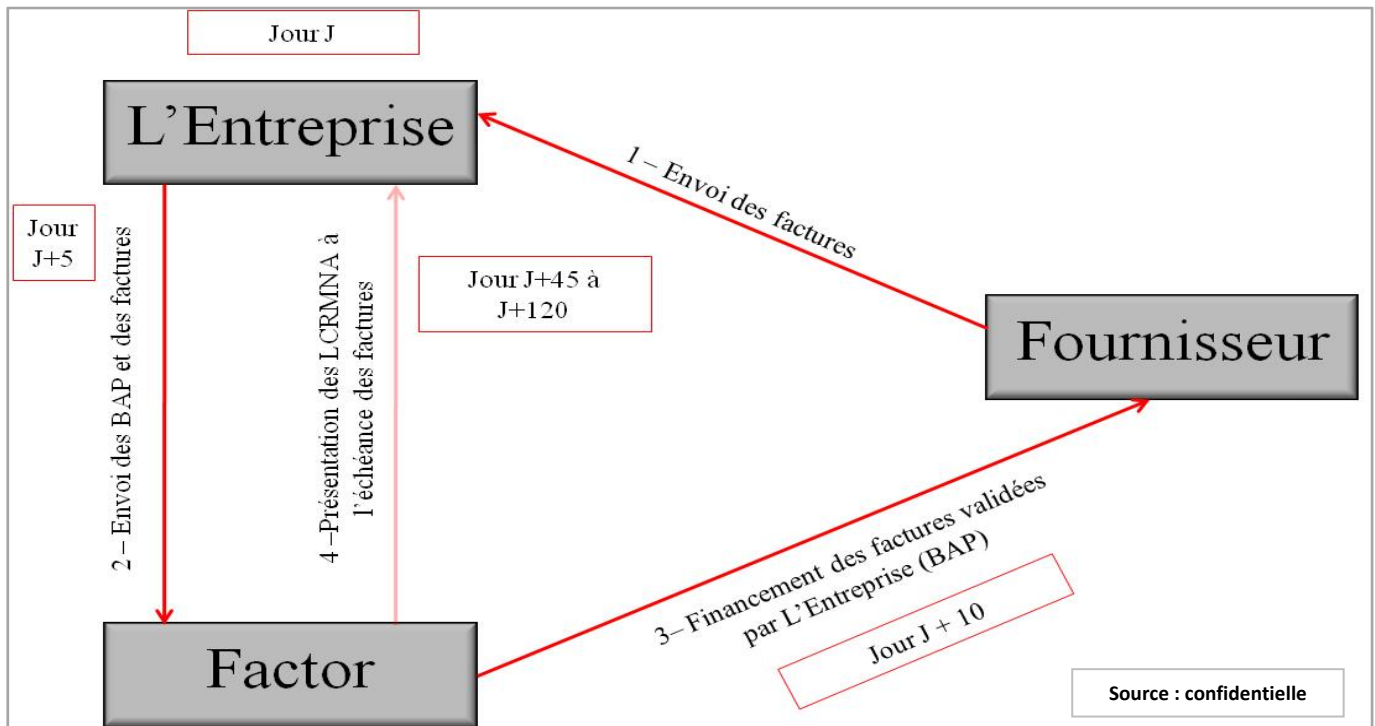 Jour J
L’Entreprise
1 – Envoi des factures
Jour
J+5
2 – Envoi des BAP et des factures
4 –Présentation des LCRMNA à
l’échéance des factures
Jour J+45 à
J+120
Fournisseur
3– Financement des factures validées
par L’Entreprise (BAP)
Jour J + 10
Factor
Source : confidentielle